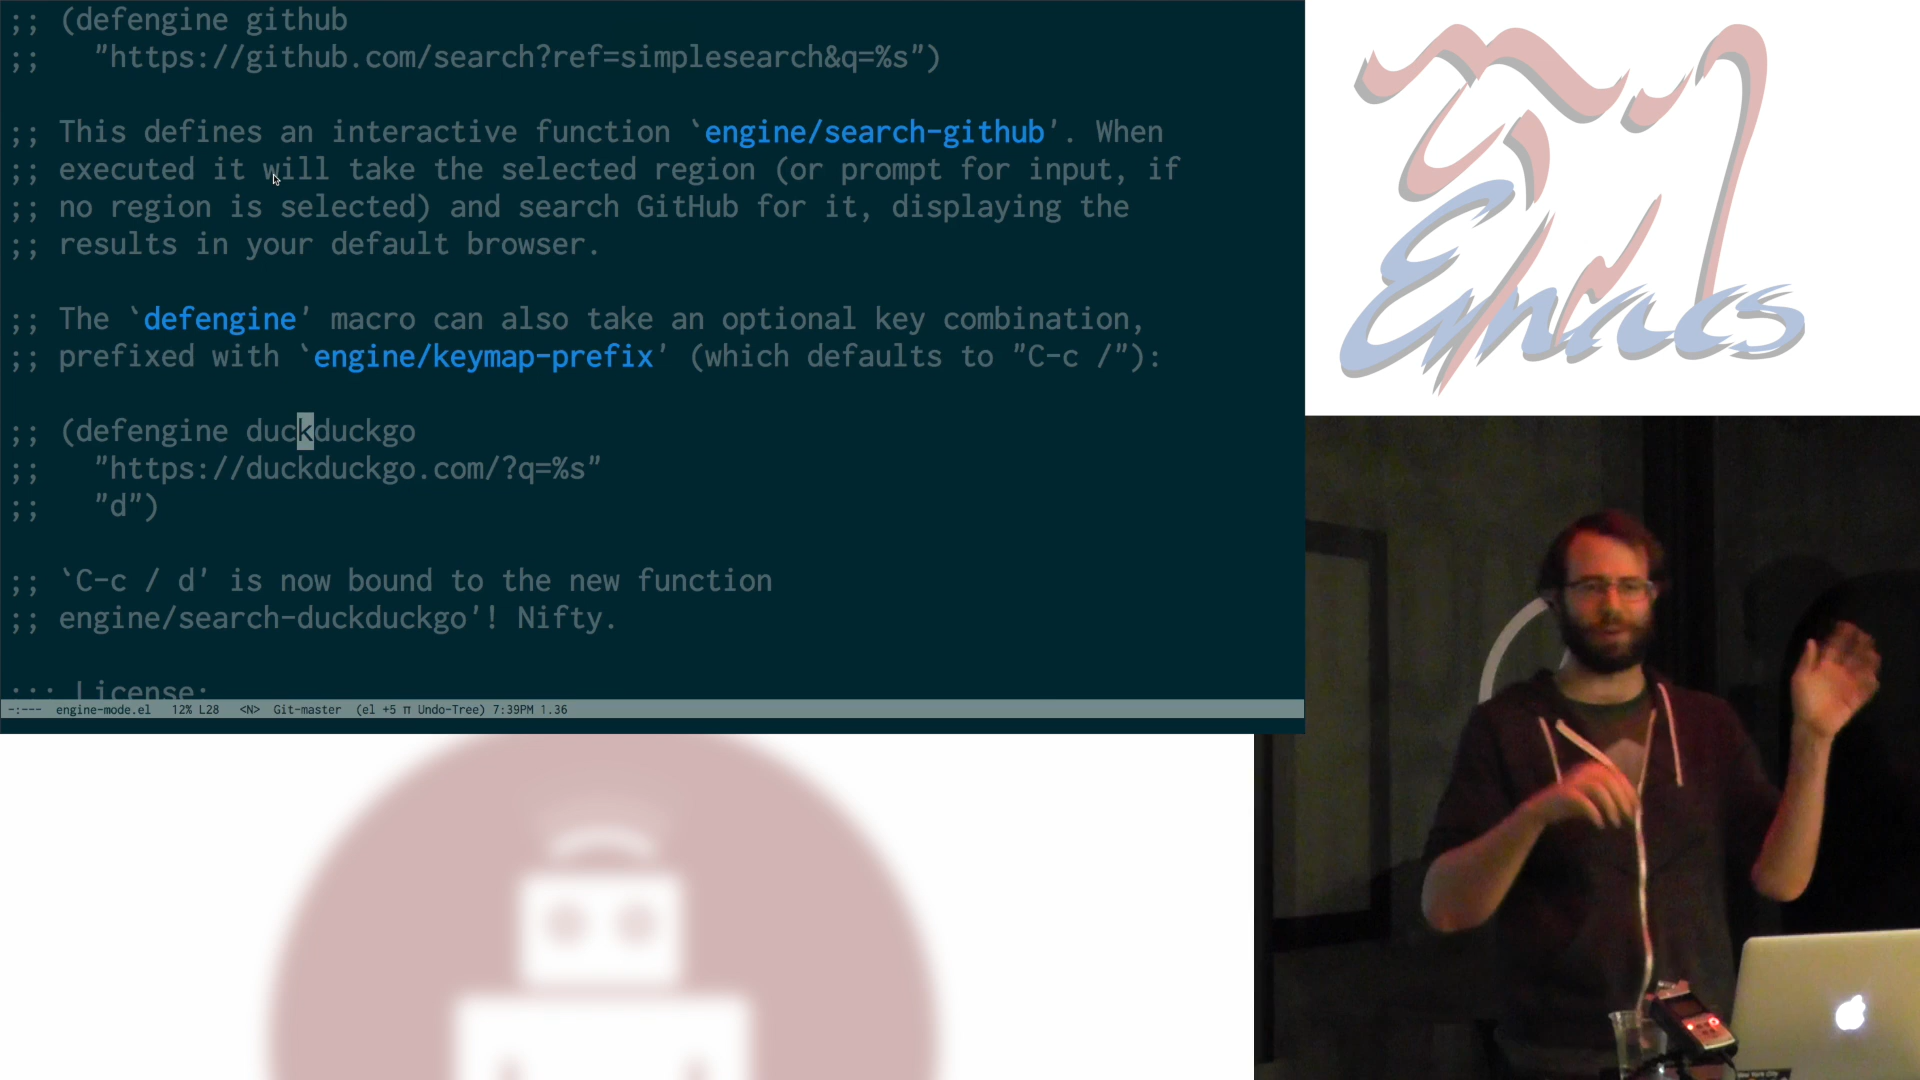 ;; (defengine github
;;   "https://github.com/search?ref=simplesearch&q=%s")
;; This defines an interactive function `engine/search-github'. When
;; executed it will take the selected region (or prompt for input, if
;; no region is selected) and search GitHub for it, displaying the
;; results in your default browser.
;; The `defengine' macro can also take an optional key combination,
;; prefixed with `engine/keymap-prefix' (which defaults to "C-c /"):
;; (defengine duckduckgo
;;   "https://duckduckgo.com/?q=%s"
;;   "d")
;; `C-c / d' is now bound to the new function
;; engine/search-duckduckgo'! Nifty.
;;; License:
-:---  engine-mode.el   12% L28   <N>  Git-master  (el +5 π Undo-Tree) 7:39PM 1.36
Emacs